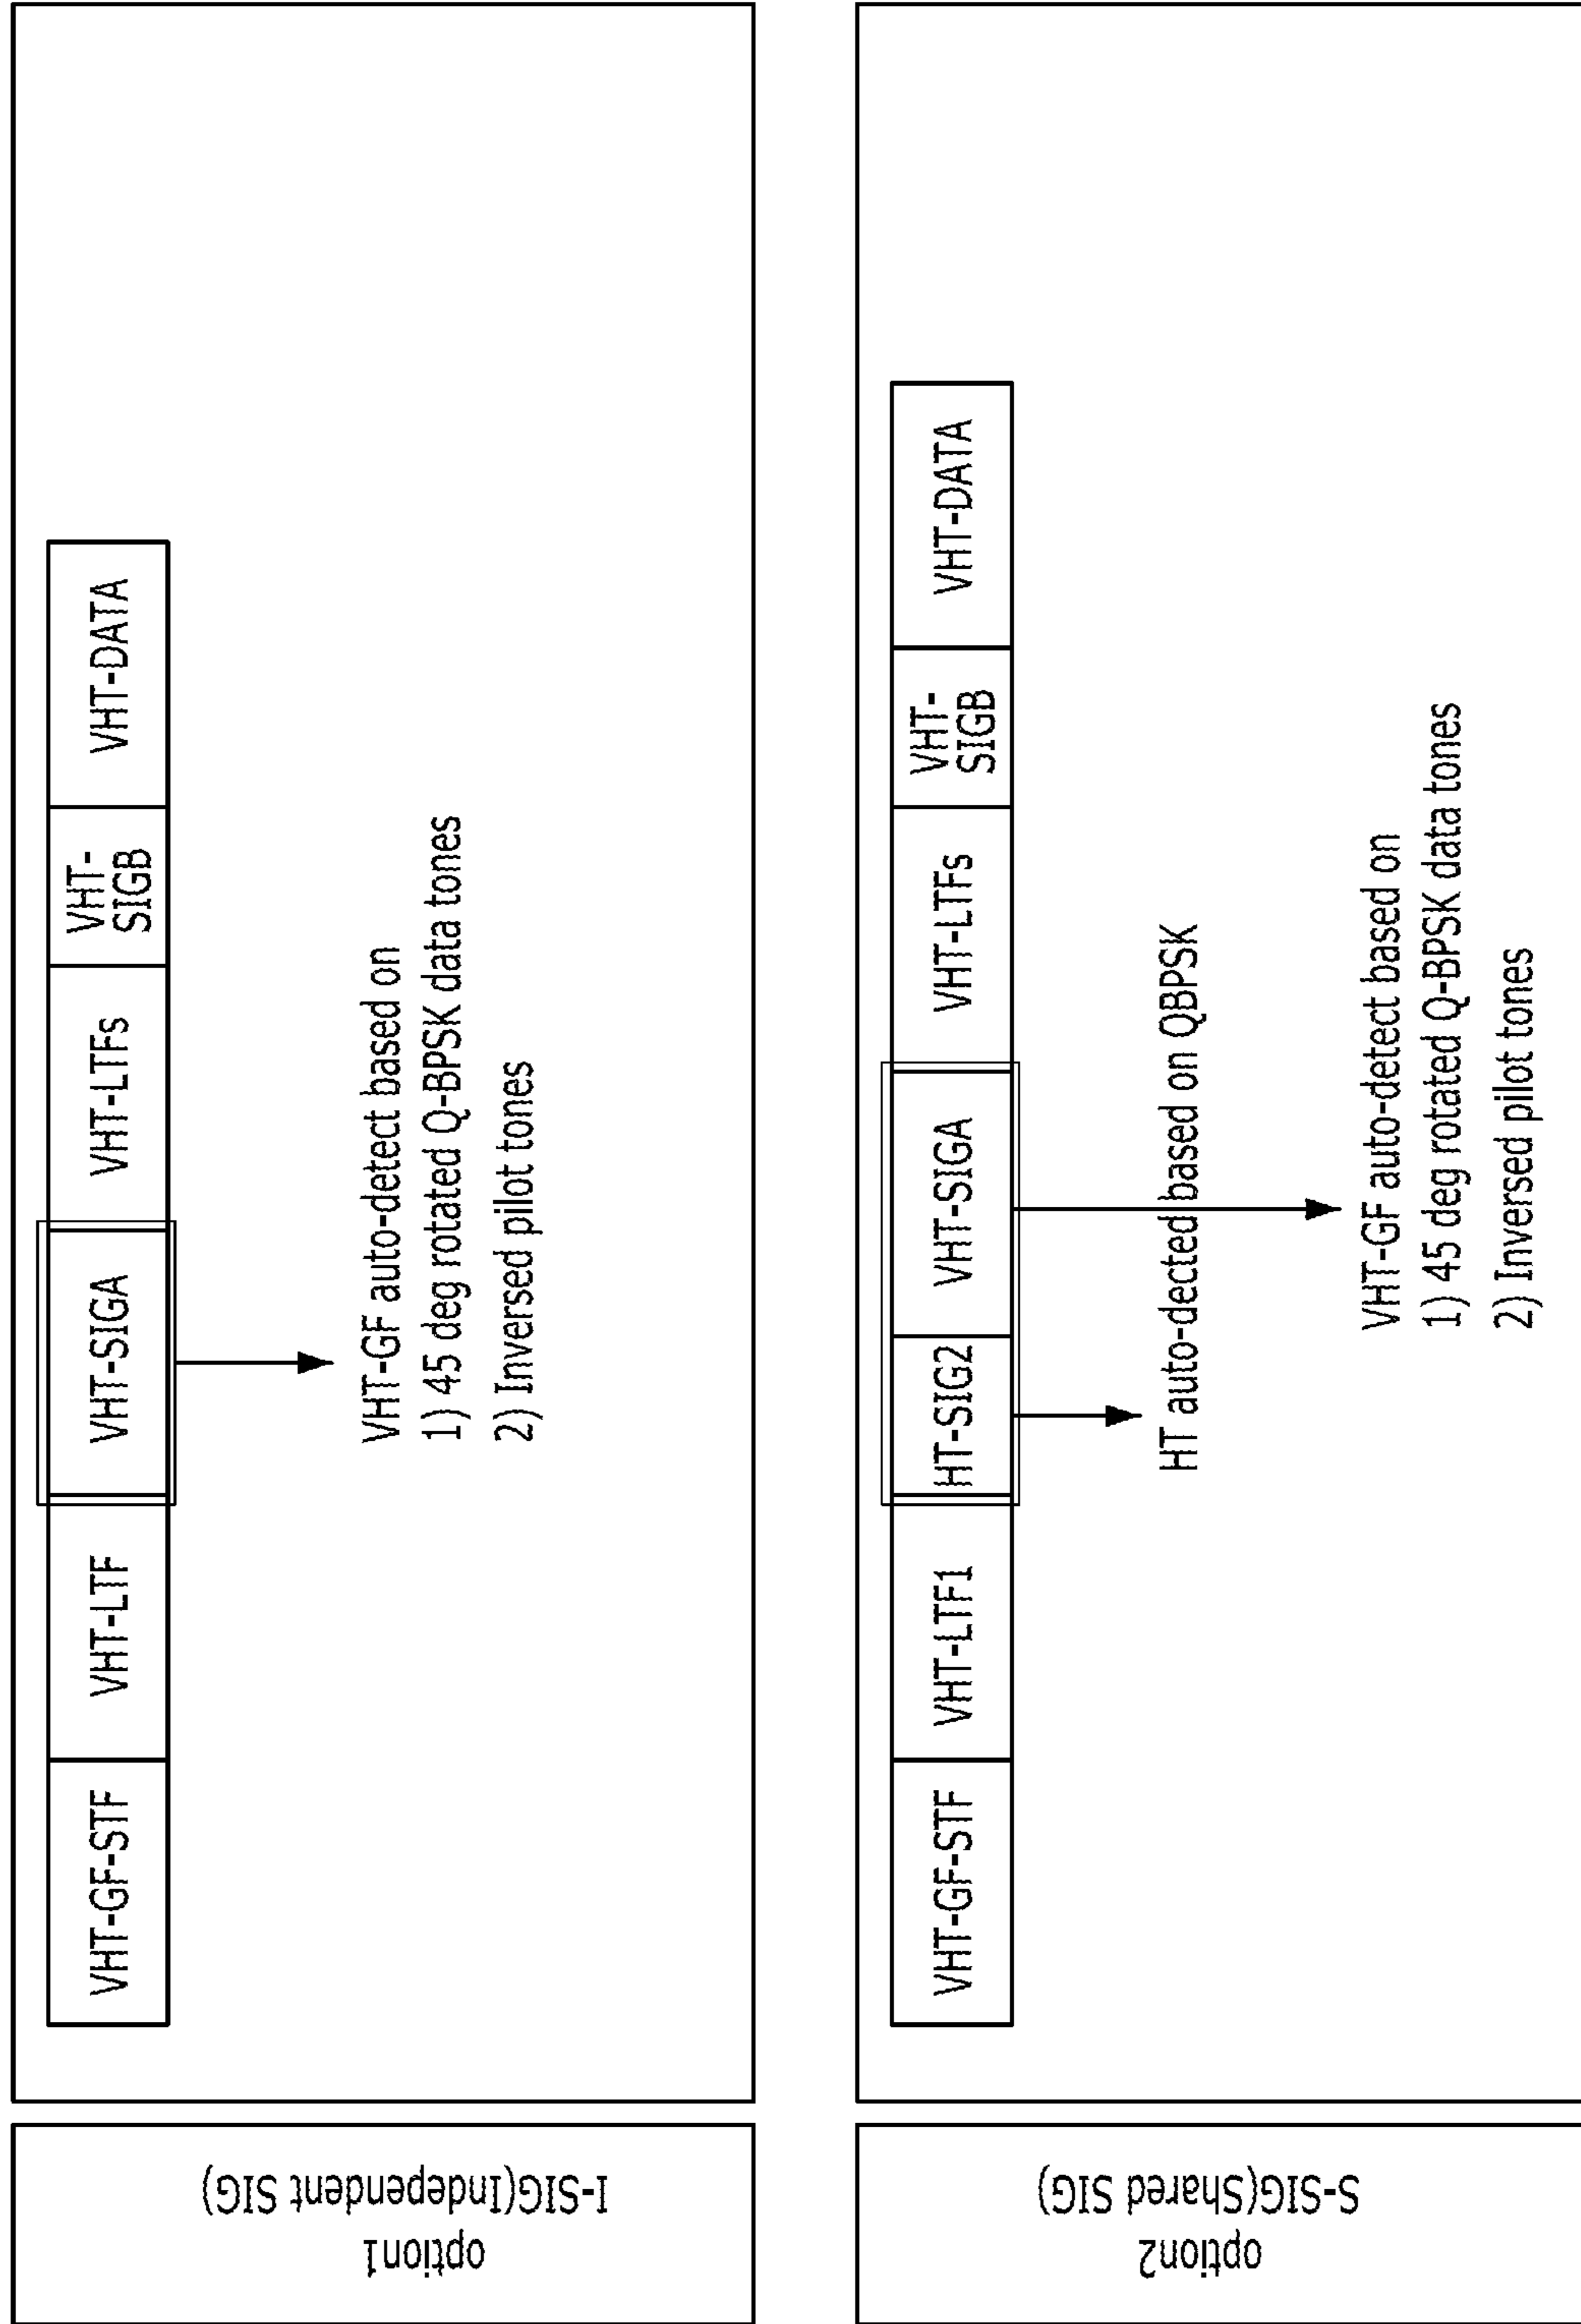 option1
I-SIG(Independent SIG)
VHT-GF-STF
VHT-LTF
VHT-SIGA
VHT-LTFs
VHT-
SIGB
VHT-DATA
VHT-GF auto-detect based on
1) 45 deg rotated Q-BPSK data tones
2) Inversed pilot tones
option2
S-SIG(Shared SIG)
VHT-GF-STF
VHT-LTF1
HT-SIG2
VHT-SIGA
VHT-LTFs
VHT-
SIGB
VHT-DATA
HT auto-dected based on QBPSK
VHT-GF auto-detect based on
1) 45 deg rotated Q-BPSK data tones
2) Inversed pilot tones